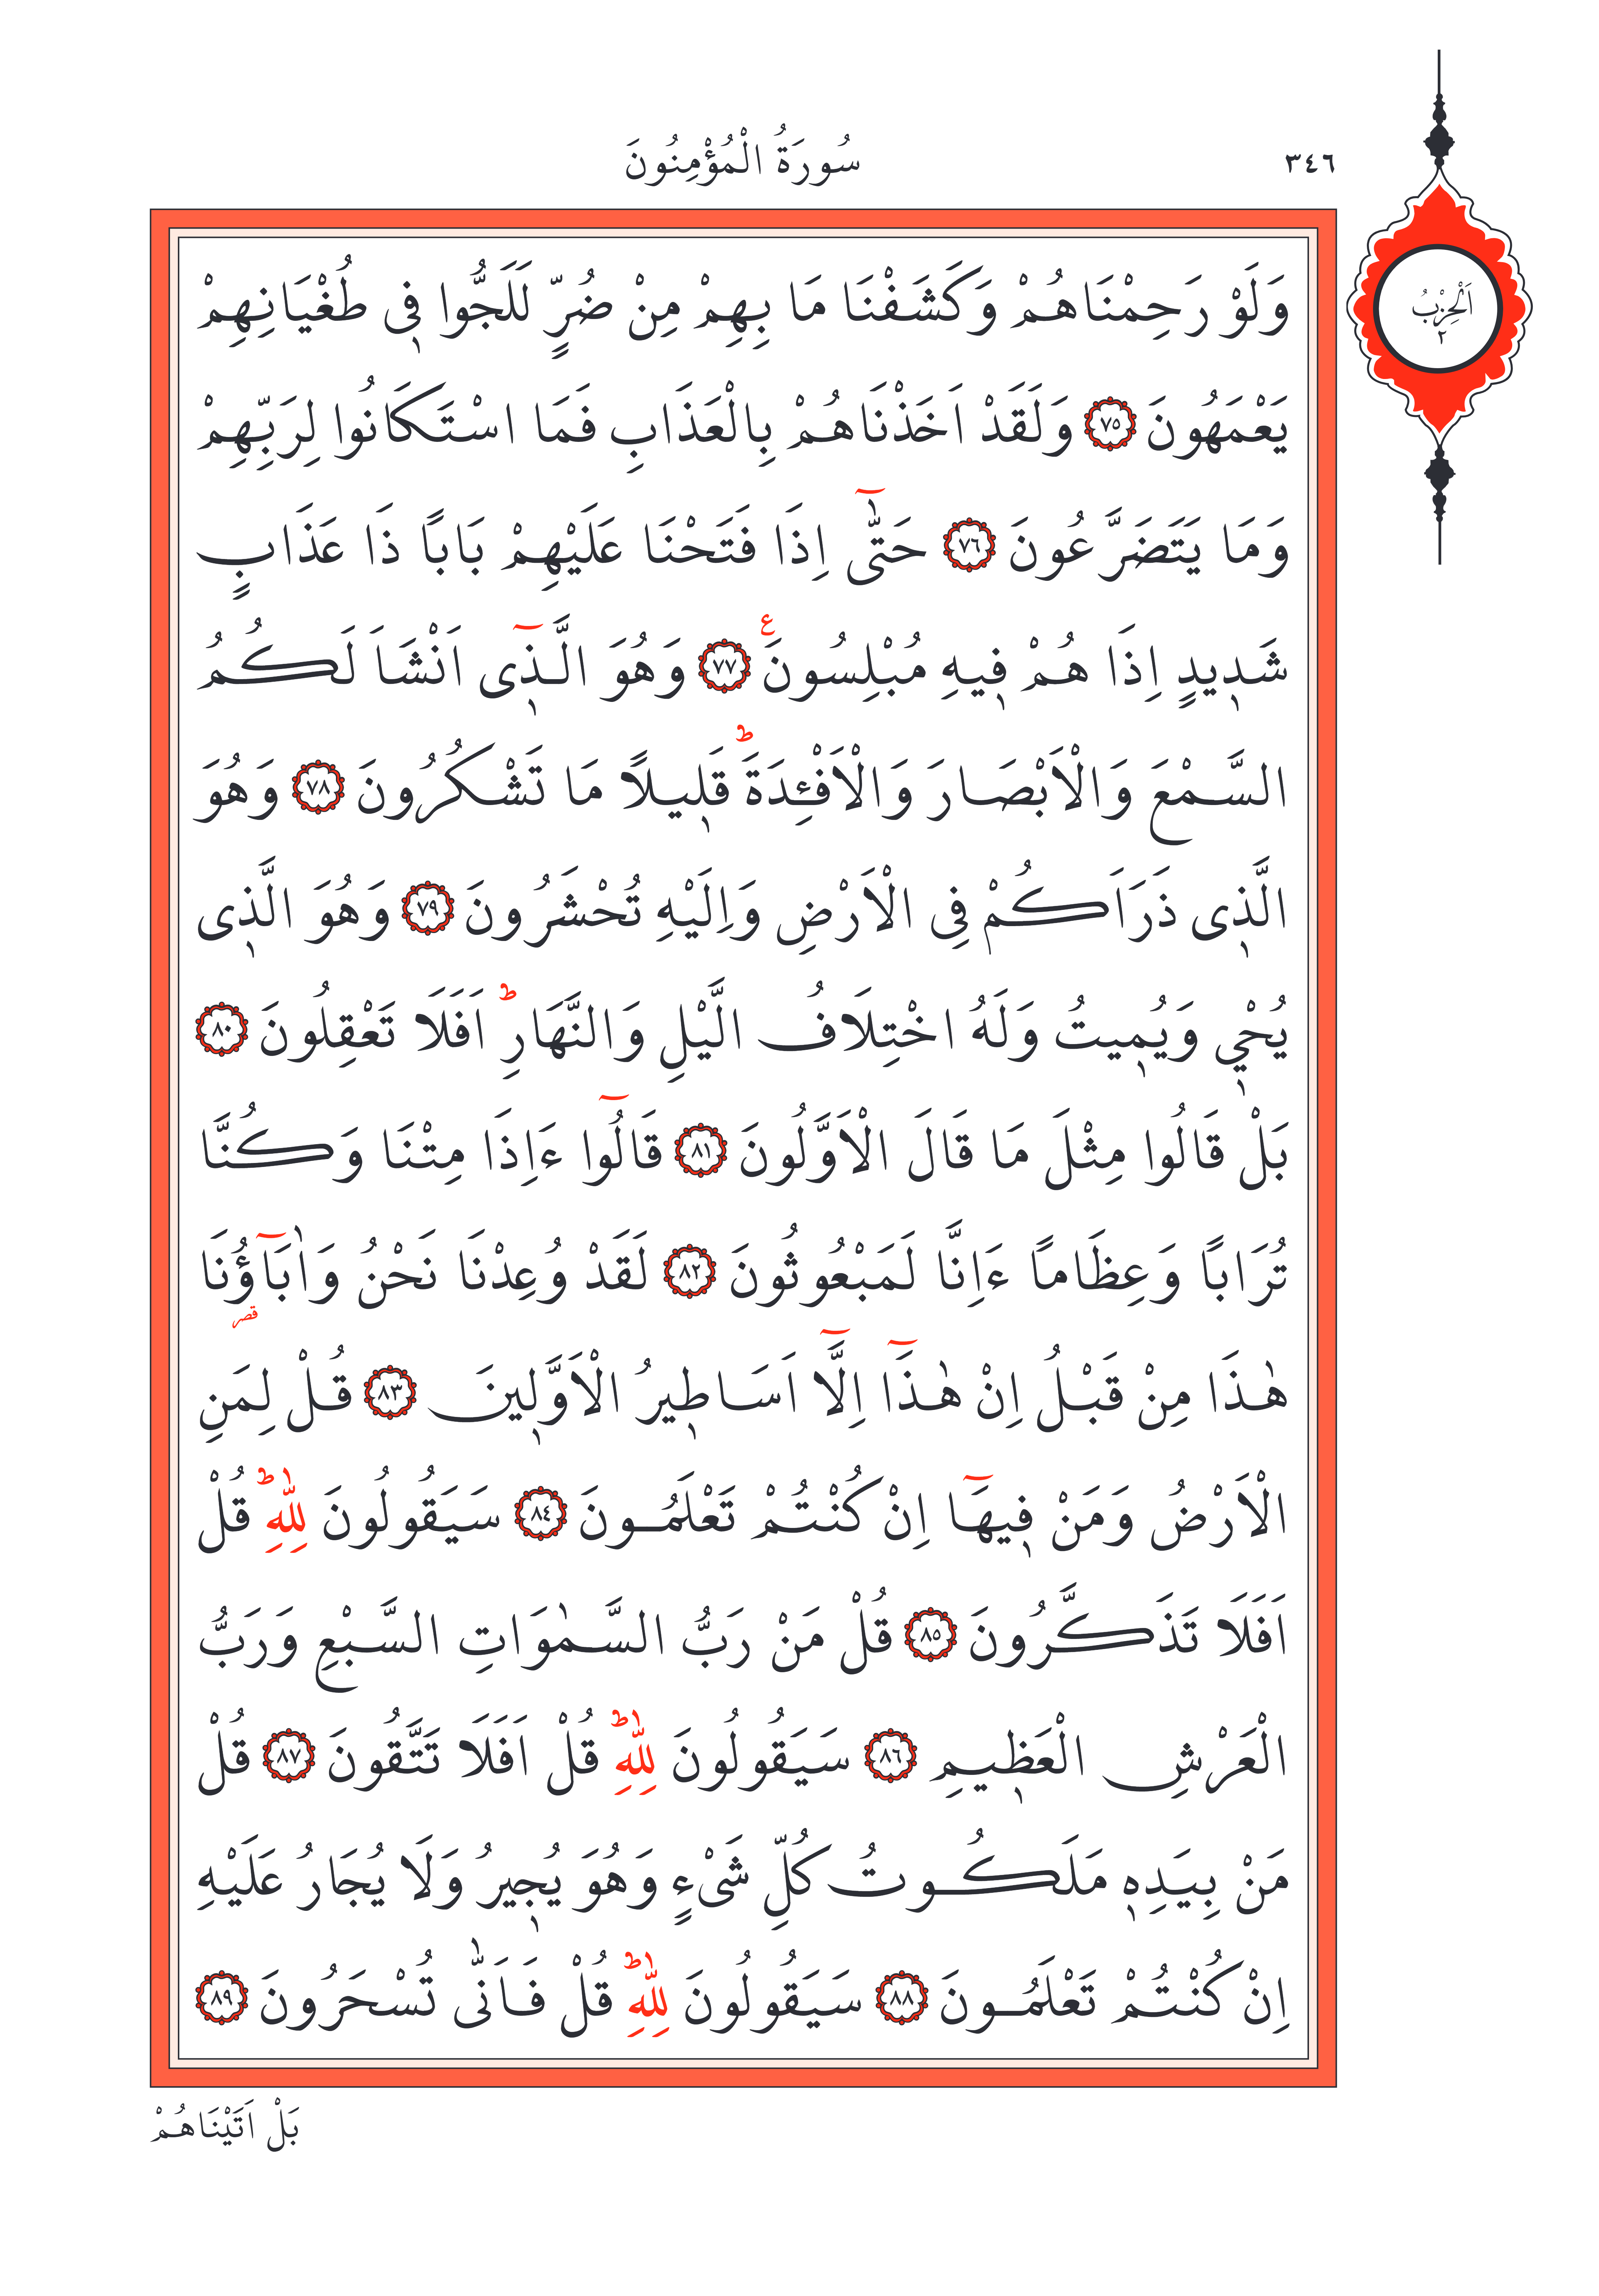 ٣٤٦
سُورَةُ الْمُؤْمِنُونَ
اَلْحِزْبُ
٢
وَلَوْ رَحِمْنَاهُمْ وَكَشَفْنَا مَا بِهِمْ مِنْ ضُرٍّ لَلَجُّوا فٖى طُغْيَانِهِمْ
يَعْمَهُونَ ﴿٧٥﴾ وَلَقَدْ اَخَذْنَاهُمْ بِالْعَذَابِ فَمَا اسْتَكَانُوا لِرَبِّهِمْ
وَمَا يَتَضَرَّعُونَ ﴿٧٦﴾ حَتّٰٓى اِذَا فَتَحْنَا عَلَيْهِمْ بَابًا ذَا عَذَابٍ
شَدٖيدٍ اِذَا هُمْ فٖيهِ مُبْلِسُونَ ع ﴿٧٧﴾ وَهُوَ الَّذٖٓى اَنْشَاَ لَكُمُ
السَّمْعَ وَالْاَبْصَارَ وَالْاَفْـِٔدَةَ ط قَلٖيلًا مَا تَشْكُرُونَ ﴿٧٨﴾ وَهُوَ
الَّذٖى ذَرَاَكُمْ فِى الْاَرْضِ وَاِلَيْهِ تُحْشَرُونَ ﴿٧٩﴾ وَهُوَ الَّذٖى
يُحْيٖ وَيُمٖيتُ وَلَهُ اخْتِلَافُ الَّيْلِ وَالنَّهَارِ ط اَفَلَا تَعْقِلُونَ ﴿٨٠﴾
بَلْ قَالُوا مِثْلَ مَا قَالَ الْاَوَّلُونَ ﴿٨١﴾ قَالُٓوا ءَاِذَا مِتْنَا وَكُنَّا
تُرَابًا وَعِظَامًا ءَاِنَّا لَمَبْعُوثُونَ ﴿٨٢﴾ لَقَدْ وُعِدْنَا نَحْنُ وَاٰبَٓاؤُنَا
قصر
هٰذَا مِنْ قَبْلُ اِنْ هٰذَٓا اِلَّٓا اَسَاطٖيرُ الْاَوَّلٖينَ ﴿٨٣﴾ قُلْ لِمَنِ
الْاَرْضُ وَمَنْ فٖيهَٓا اِنْ كُنْتُمْ تَعْلَمُونَ ﴿٨٤﴾ سَيَقُولُونَ لِلّٰهِ ط قُلْ
اَفَلَا تَذَكَّرُونَ ﴿٨٥﴾ قُلْ مَنْ رَبُّ السَّمٰوَاتِ السَّبْعِ وَرَبُّ
الْعَرْشِ الْعَظٖيمِ ﴿٨٦﴾ سَيَقُولُونَ لِلّٰهِ ط قُلْ اَفَلَا تَتَّقُونَ ﴿٨٧﴾ قُلْ
مَنْ بِيَدِهٖ مَلَكُوتُ كُلِّ شَیْءٍ وَهُوَ يُجٖيرُ وَلَا يُجَارُ عَلَيْهِ
اِنْ كُنْتُمْ تَعْلَمُونَ ﴿٨٨﴾ سَيَقُولُونَ لِلّٰهِ ط قُلْ فَاَنّٰى تُسْحَرُونَ ﴿٨٩﴾
بَلْ اَتَيْنَاهُمْ